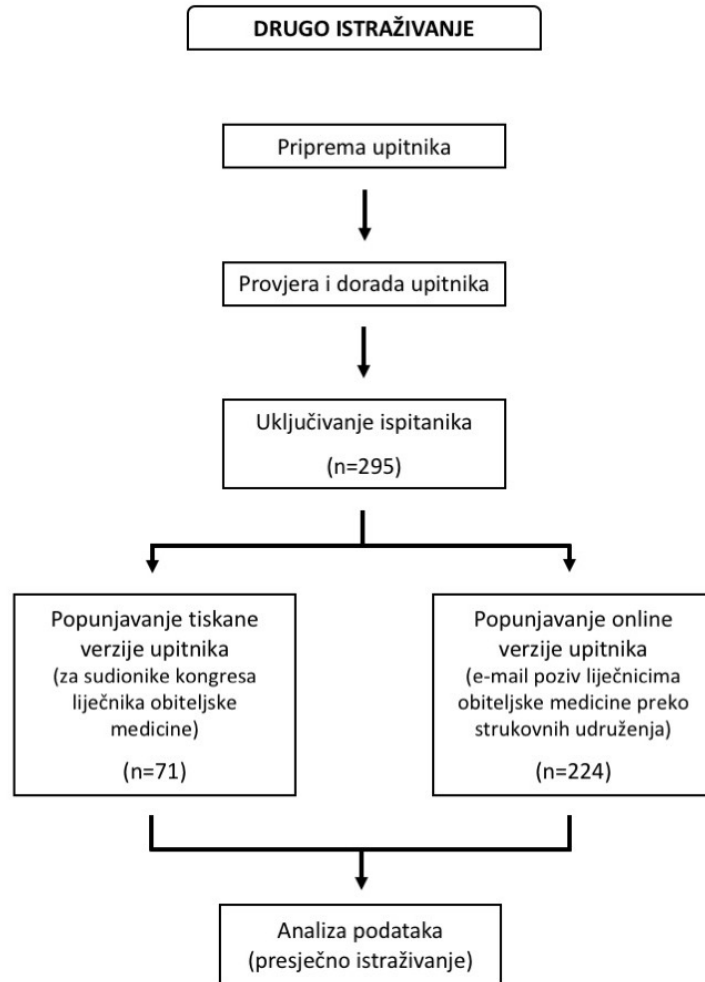 DRUGO ISTRAŽIVANJE
Priprema upitnika
Provjera i dorada upitnika
Uključivanje ispitanika
(n=295)
Popunjavanje tiskane
verzije upitnika
(za sudionike kongresa
liječnika obiteljske
medicine)
(n=71)
Popunjavanje online
verzije upitnika
(e-mail poziv liječnicima
obiteljske medicine preko
strukovnih udruženja)
(n=224)
Analiza podataka
(presječno istraživanje)